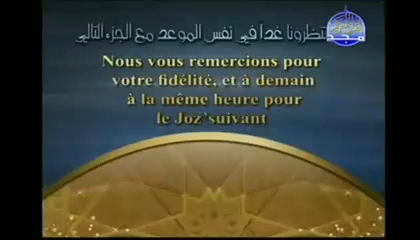 نتظرونا غدا في نفس الموعد مع الجزء التالي
Nous vous remercions pour
votre fidélité, et à demain
à la même heure pour
le Joz'suivant